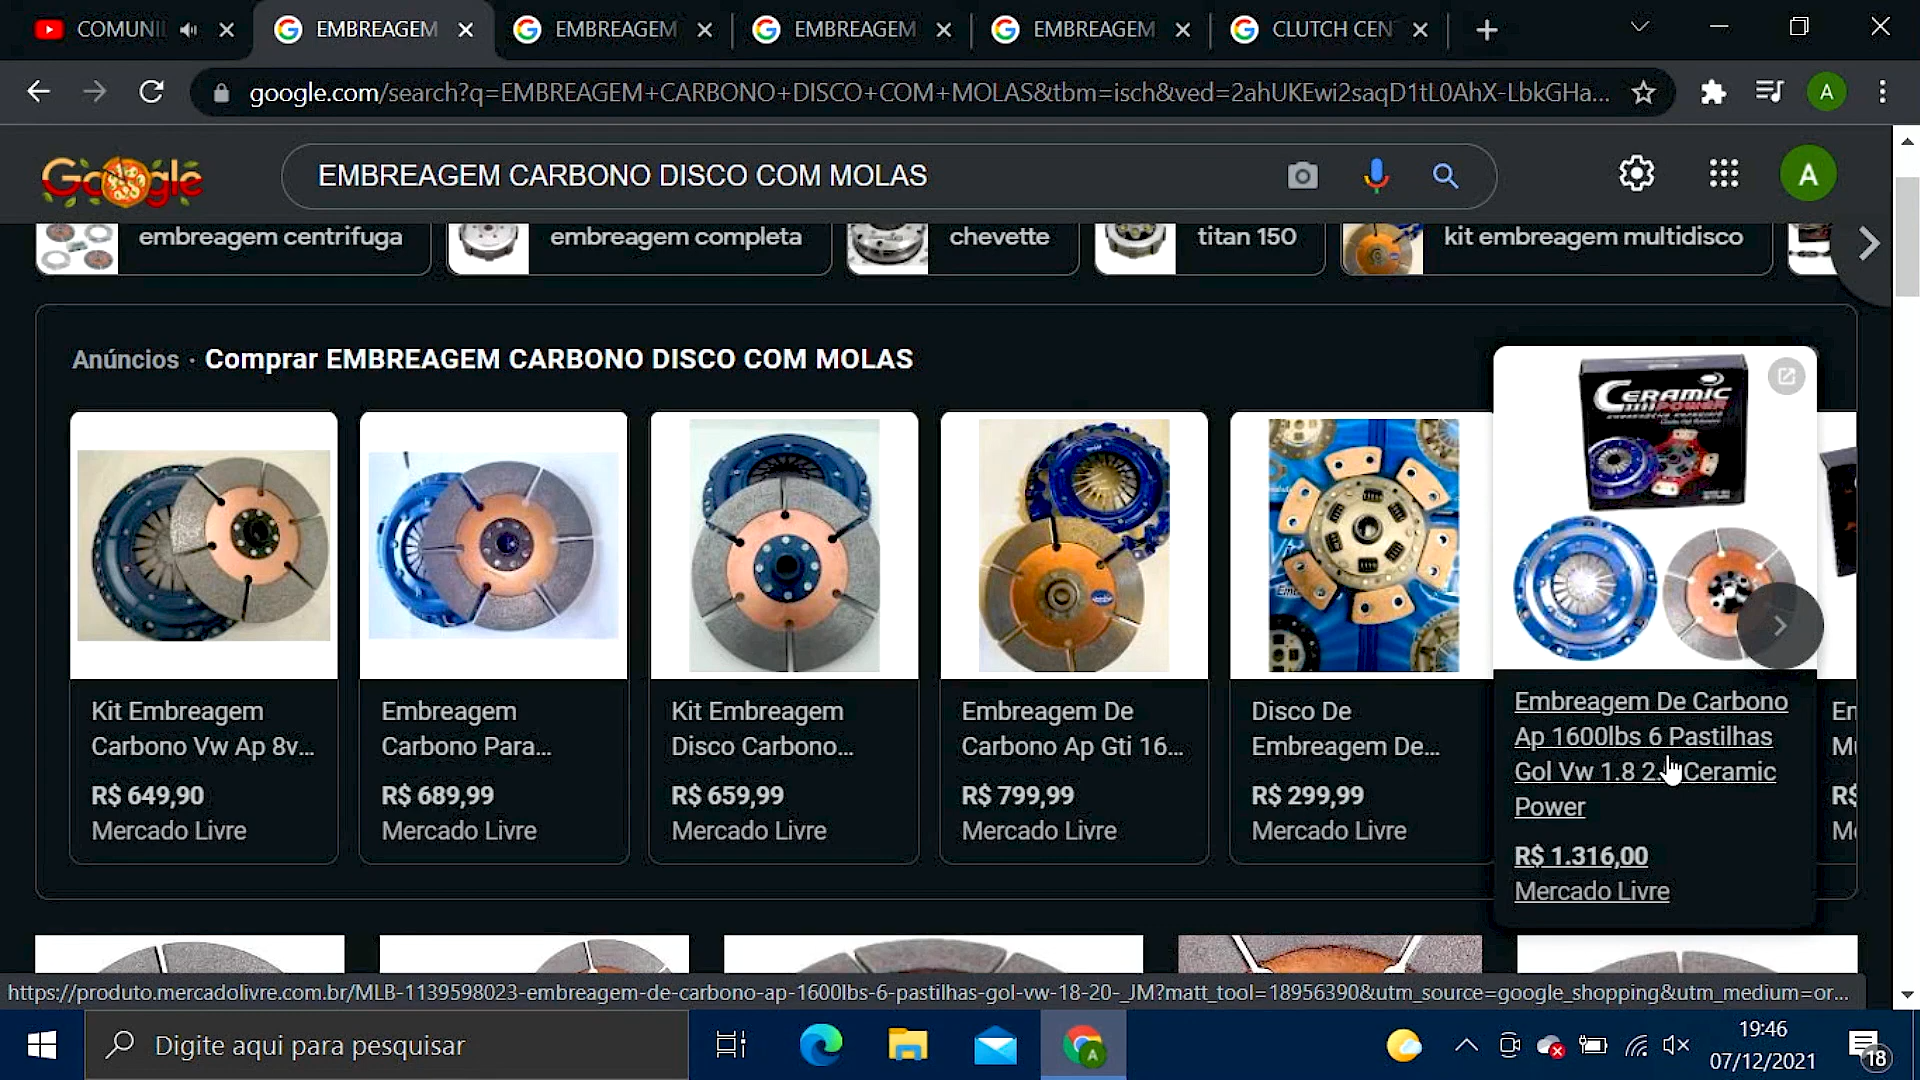 COMUNI
EMBREAGEM
EMBREAGEM
EMBREAGEM
EMBREAGEM
CLUTCH CEN
google.com/search?q=EMBREAGEM+CARBONO+DISCO+COM+MOLAS&tbm=isch&ved=2ahUKEwi2saqD1tL0AhX-LbkGHa...
A
Google
EMBREAGEM CARBONO DISCO COM MOLAS
A
embreagem centrifuga
embreagem completa
chevette
titan 150
kit embreagem multidisco
Anúncios · Comprar EMBREAGEM CARBONO DISCO COM MOLAS
CERAMIC
POWER
Kit Embreagem
Carbono Vw Ap 8v...
R$ 649,90
Mercado Livre
Embreagem
Carbono Para...
R$ 689,99
Mercado Livre
Kit Embreagem
Disco Carbono...
R$ 659,99
Mercado Livre
Embreagem De
Carbono Ap Gti 16...
R$ 799,99
Mercado Livre
Disco De
Embreagem De...
R$ 299,99
Mercado Livre
Embreagem De Carbono
Ap 1600lbs 6 Pastilhas
Gol Vw 1.8 2. Ceramic
Power
R$ 1.316,00
Mercado Livre
R$
https://produto.mercadolivre.com.br/MLB-1139598023-embreagem-de-carbono-ap-1600lbs-6-pastilhas-gol-vw-18-20-_JM?matt_tool=18956390&utm_source=google_shopping&utm_medium=or...
Digite aqui para pesquisar
A
19:46
07/12/2021
18